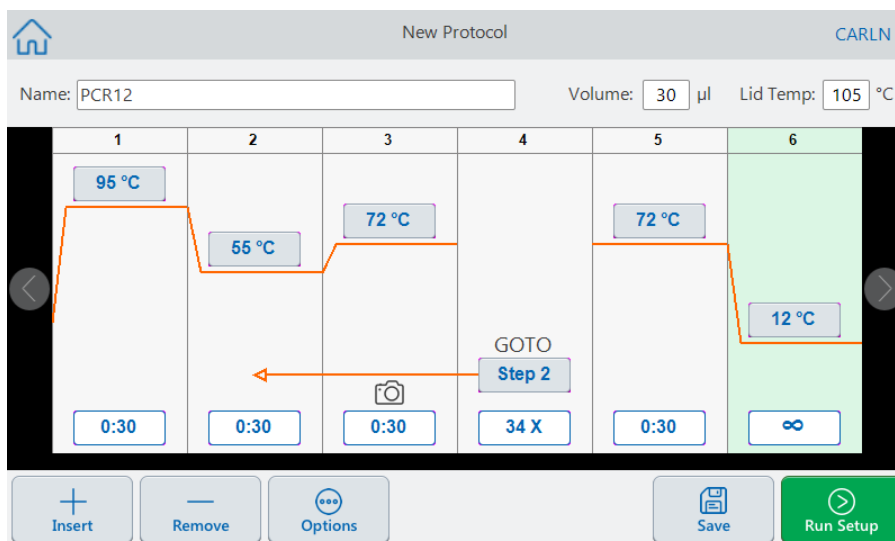 New Protocol
CARLN
Name: PCR12
Volume: 30 µl
Lid Temp: 105 °C
1 2 3 4 5 6
95 °C
55 °C
72 °C
72 °C
12 °C
GOTO
Step 2
0:30 0:30 0:30 34 X 0:30 ∞
Insert Remove Options Save Run Setup